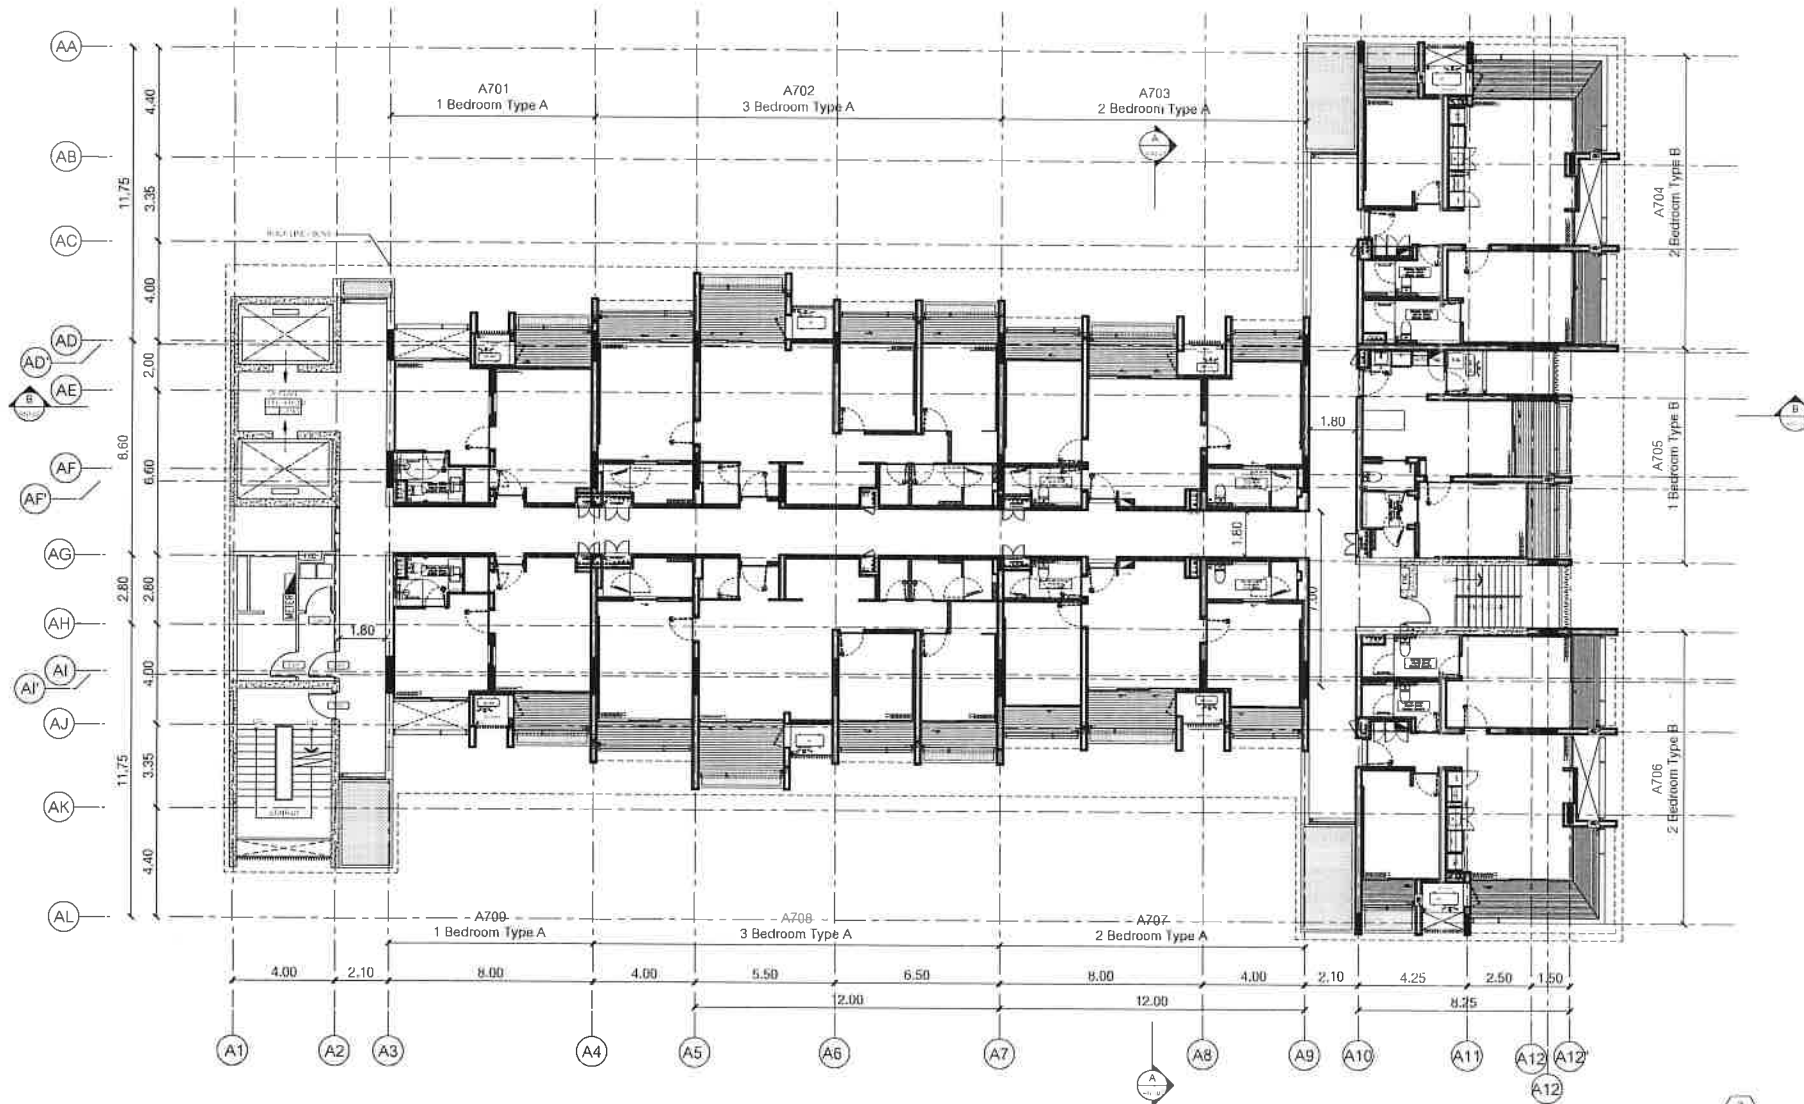 AA
AB
AC
AD
AD'
AE
AF
AF'
AG
AH
AI
AI'
AJ
AK
AL
4.40
3.35
4.00
2.00
6.60
2.80
4.00
3.35
4.40
11.75
8.60
2.80
11.75
A701
1 Bedroom Type A
A702
3 Bedroom Type A
A703
2 Bedroom Type A
A
B
B
A704
2 Bedroom Type B
A705
1 Bedroom Type B
A706
2 Bedroom Type B
1.80
1.80
1.80
7.00
METER
A709
1 Bedroom Type A
A708
3 Bedroom Type A
A707
2 Bedroom Type A
4.00
2.10
8.00
4.00
5.50
6.50
8.00
4.00
2.10
4.25
2.50
1.50
12.00
12.00
8.25
A1
A2
A3
A4
A5
A6
A7
A8
A9
A10
A11
A12
A12'
A12
A